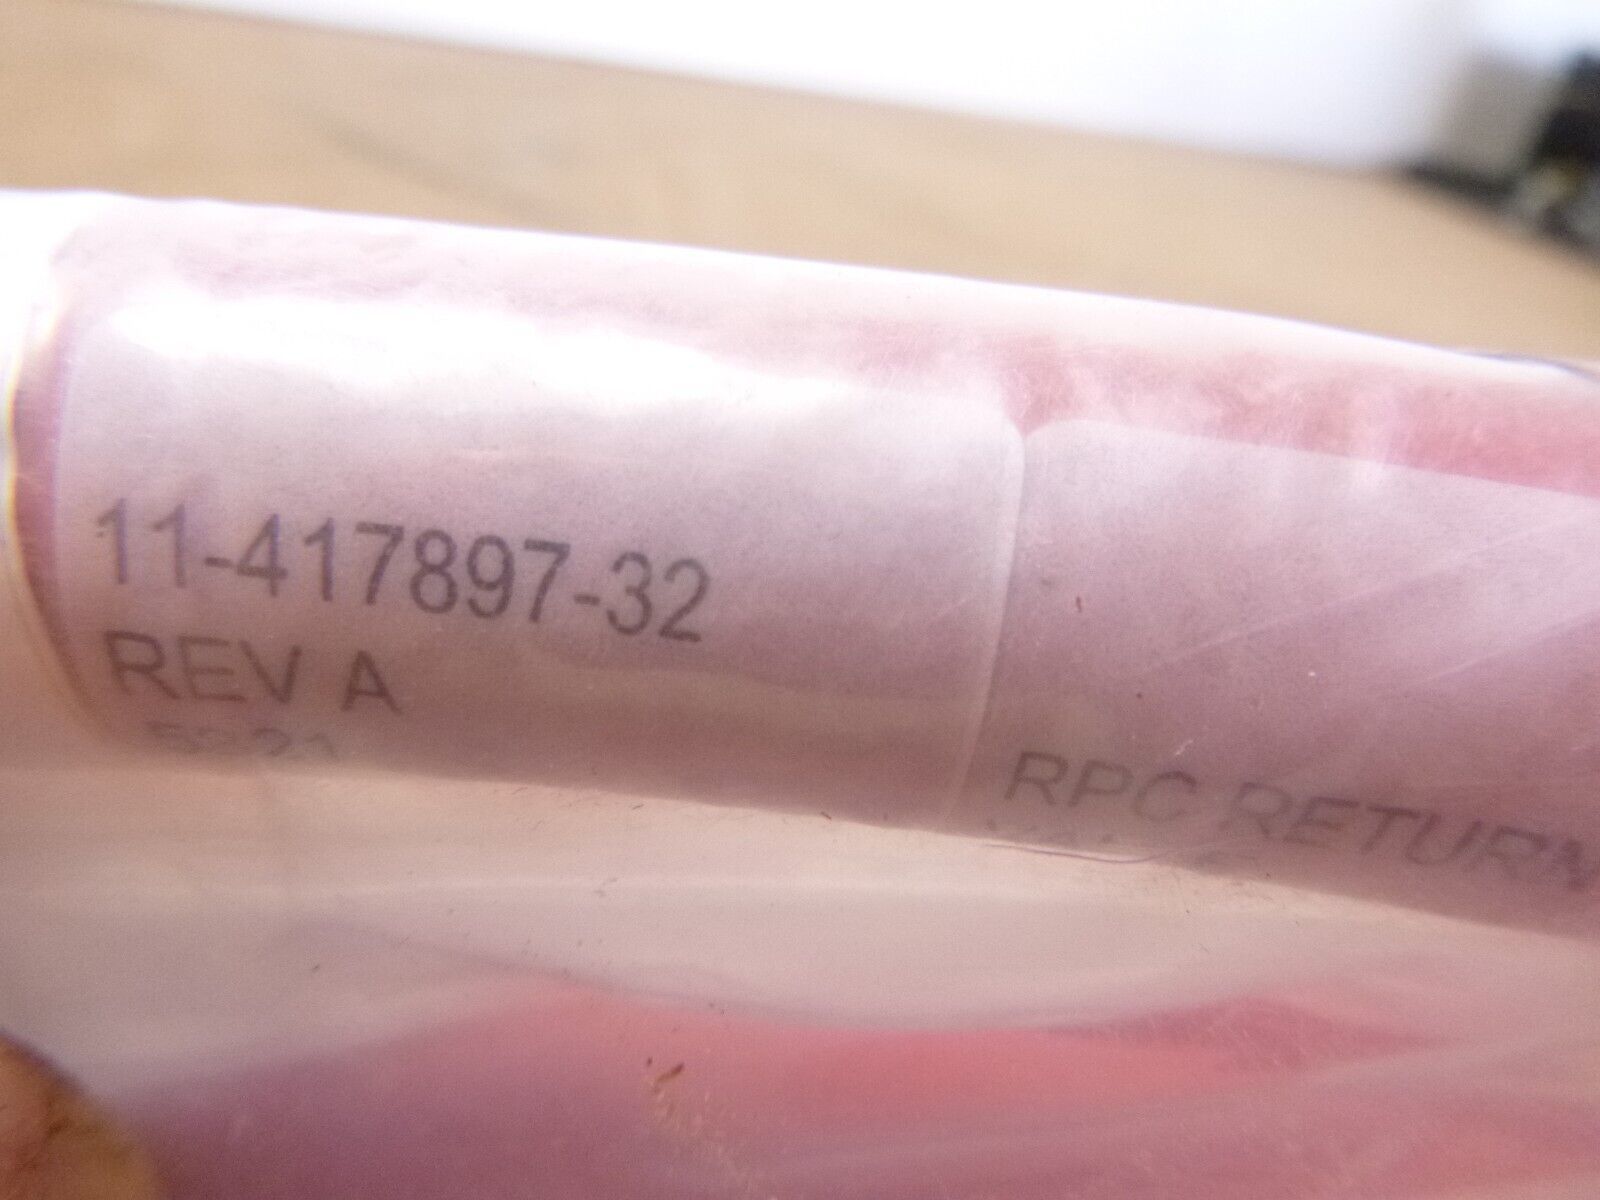 11-417897-32
REV A
RPC RETURN